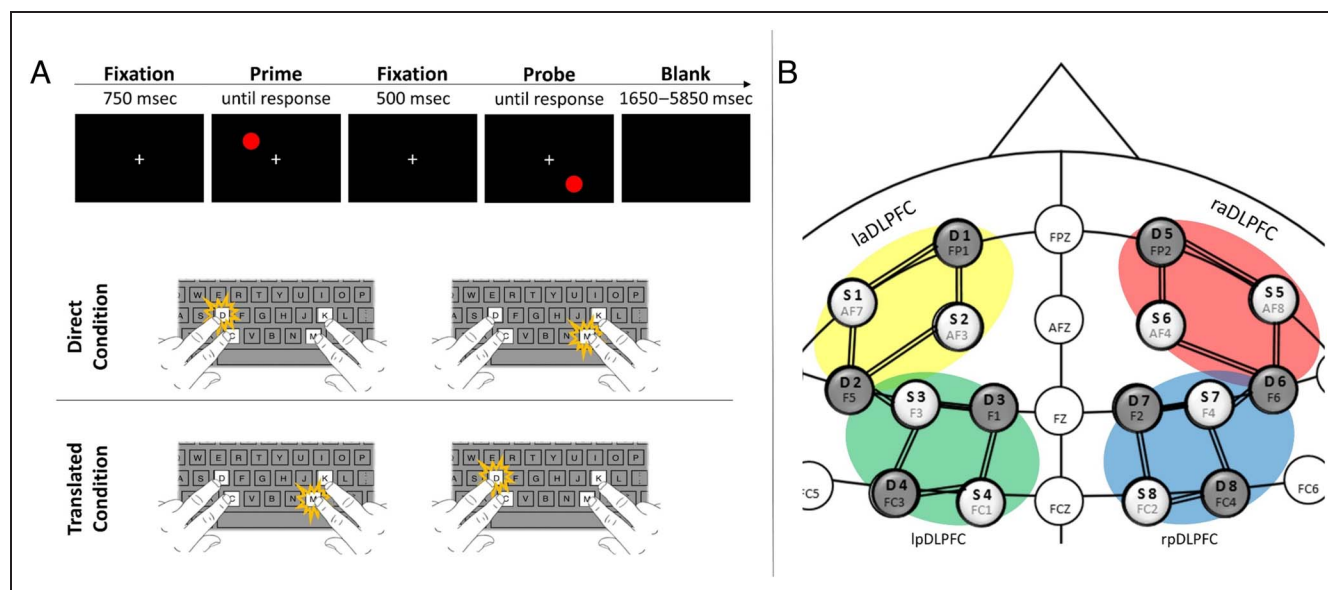 A
Fixation Prime Fixation Probe Blank
750 msec until response 500 msec until response 1650–5850 msec
+ + + +
Direct
Condition
W E R T Y U I O P
A S D F G H J K L
C V B N M
W E R T Y U I O P
A S D F G H J K L
C V B N M
Translated
Condition
W E R T Y U I O P
A S D F G H J K L
C V B N M
W E R T Y U I O P
A S D F G H J K L
C V B N M
B
laDLPFC
raDLPFC
D1
FP1
FPZ
D5
FP2
S1
AF7
S2
AF3
AFZ
S6
AF4
S5
AF8
D2
F5
S3
F3
D3
F1
FZ
D7
F2
S7
F4
D6
F6
FC5
D4
FC3
S4
FC1
FCZ
S8
FC2
D8
FC4
FC6
lpDLPFC
rpDLPFC